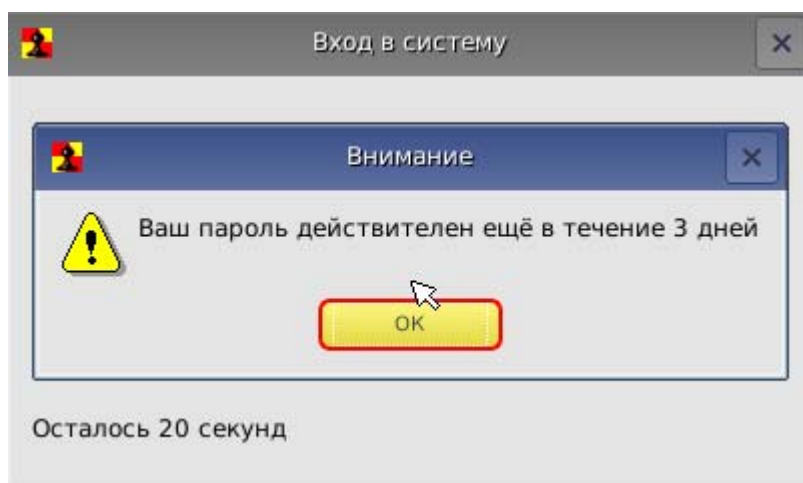 Вход в систему
Внимание
Ваш пароль действителен ещё в течение 3 дней
OK
Осталось 20 секунд